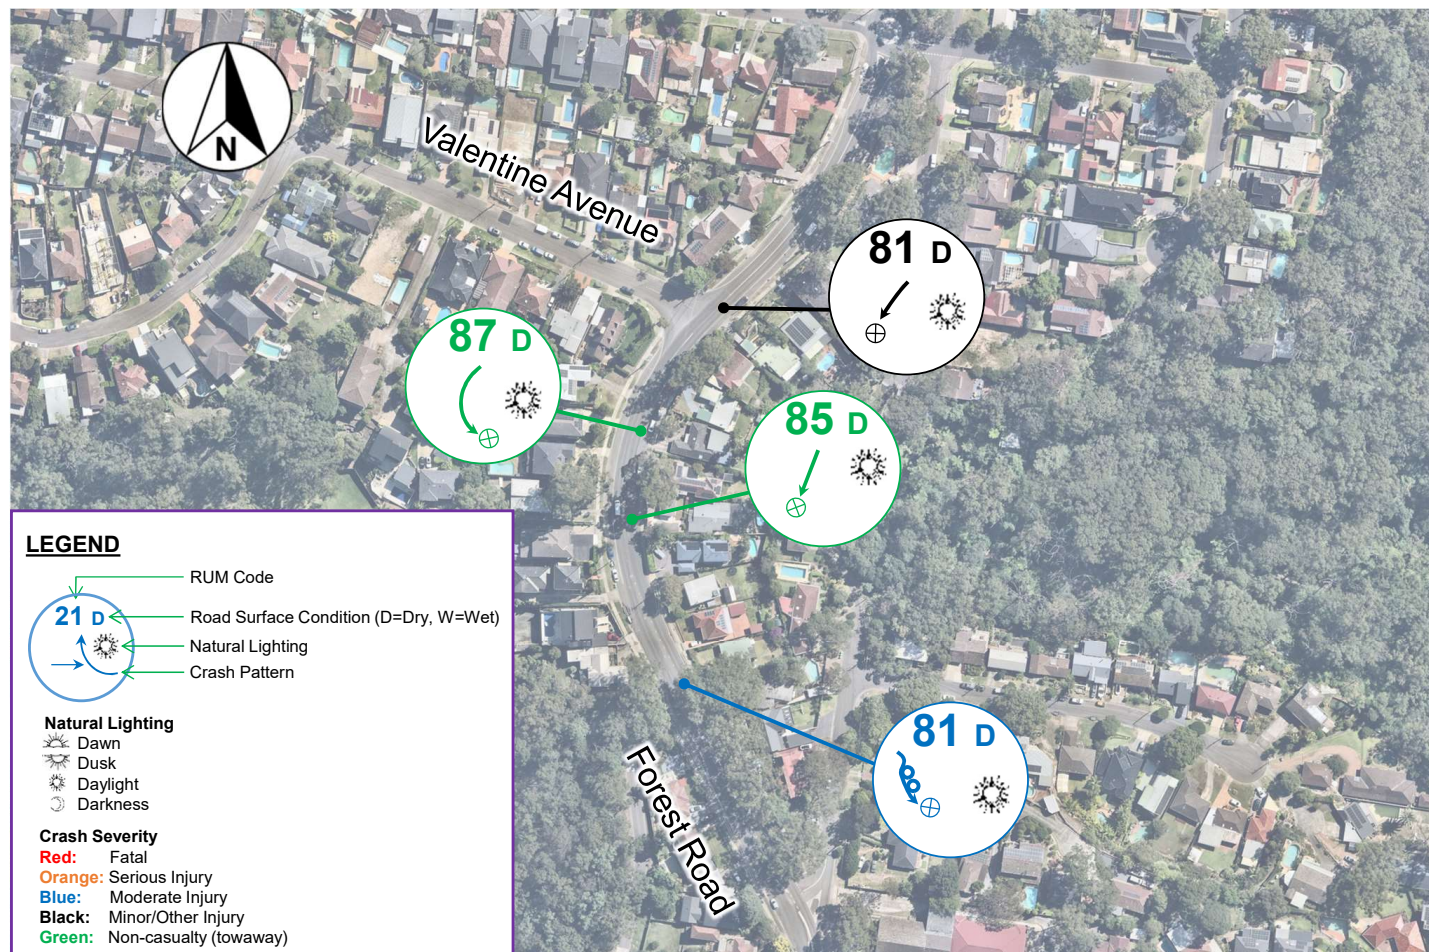 N
Valentine Avenue
81 D
87 D
85 D
81 D
Forest Road
LEGEND
RUM Code
21 D
Road Surface Condition (D=Dry, W=Wet)
Natural Lighting
Crash Pattern
Natural Lighting
Dawn
Dusk
Daylight
Darkness
Crash Severity
Red: Fatal
Orange: Serious Injury
Blue: Moderate Injury
Black: Minor/Other Injury
Green: Non-casualty (towaway)